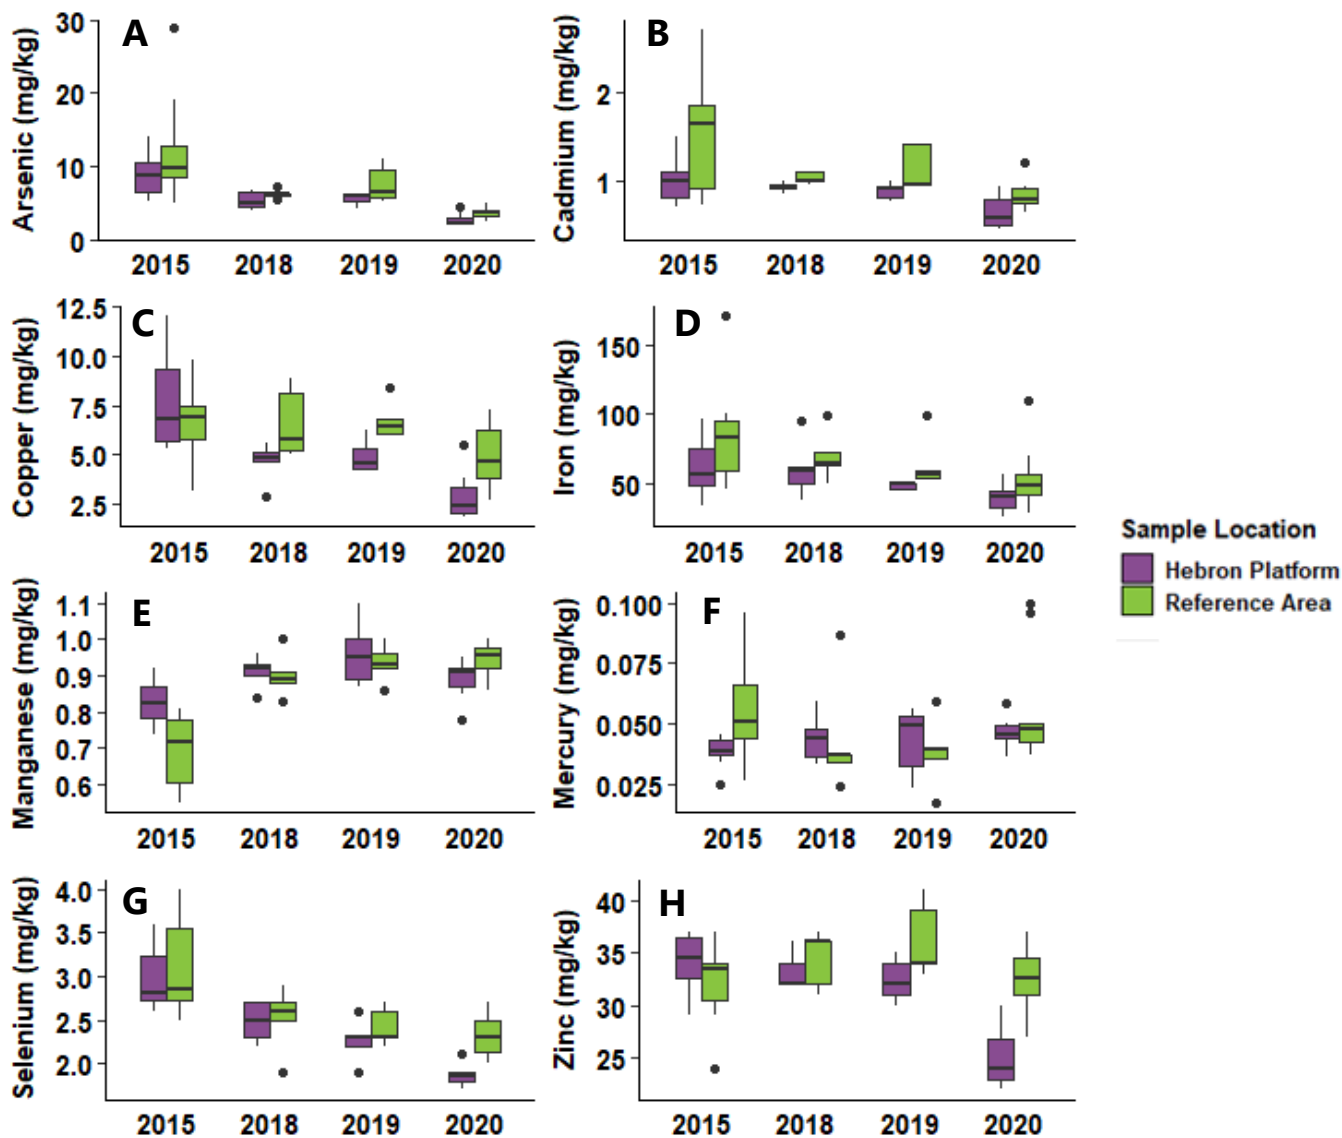 A
Arsenic (mg/kg)
30
20
10
0
2015 2018 2019 2020
B
Cadmium (mg/kg)
2
1
2015 2018 2019 2020
C
Copper (mg/kg)
12.5
10.0
7.5
5.0
2.5
2015 2018 2019 2020
D
Iron (mg/kg)
150
100
50
2015 2018 2019 2020
Sample Location
Hebron Platform
Reference Area
E
Manganese (mg/kg)
1.1
1.0
0.9
0.8
0.7
0.6
2015 2018 2019 2020
F
Mercury (mg/kg)
0.100
0.075
0.050
0.025
2015 2018 2019 2020
G
Selenium (mg/kg)
4.0
3.5
3.0
2.5
2.0
2015 2018 2019 2020
H
Zinc (mg/kg)
40
35
30
25
2015 2018 2019 2020